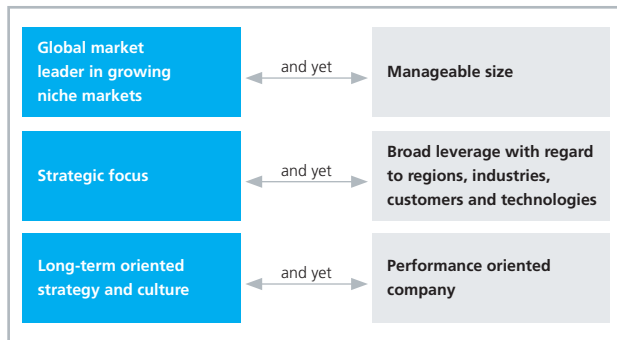 Global market
leader in growing
niche markets
and yet
Manageable size
Strategic focus
and yet
Broad leverage with regard
to regions, industries,
customers and technologies
Long-term oriented
strategy and culture
and yet
Performance oriented
company